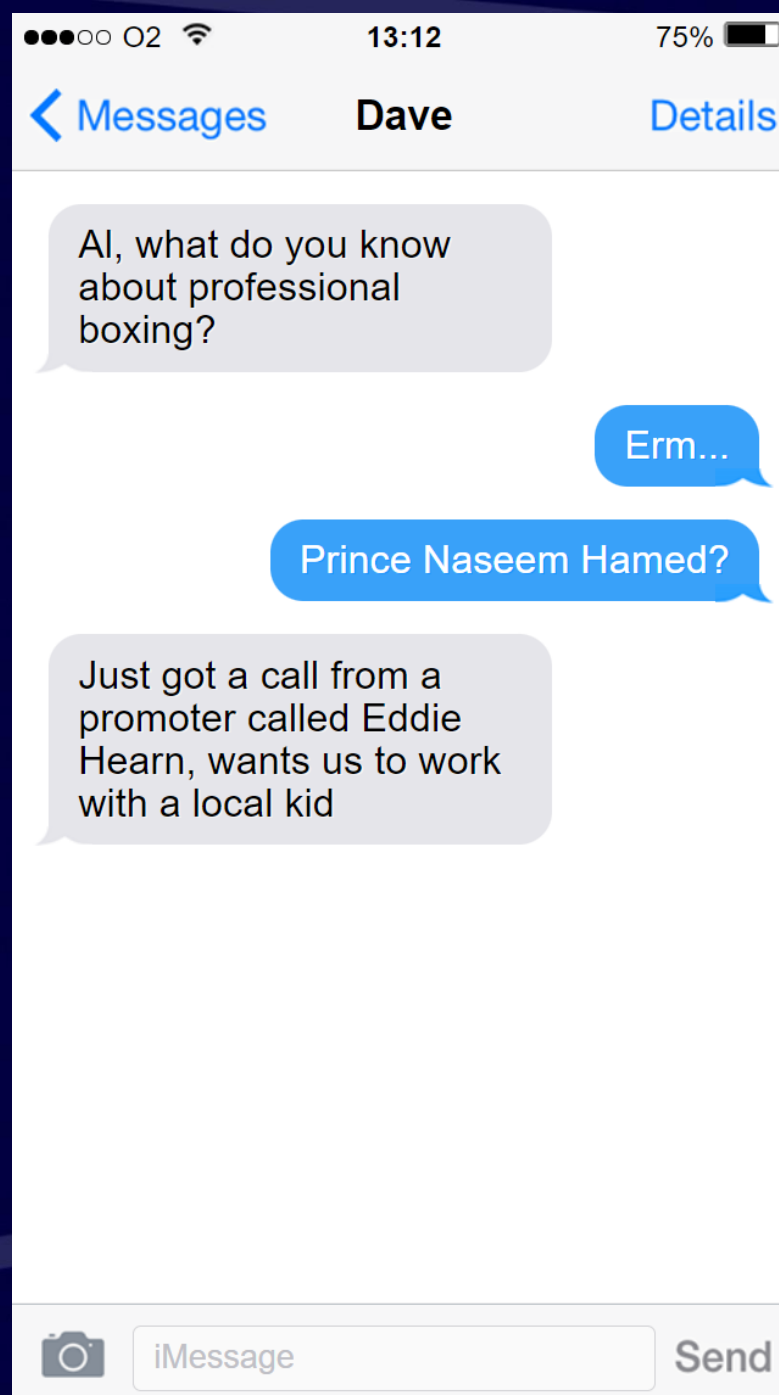 O2 13:12 75%
Messages Dave Details
Al, what do you know
about professional
boxing?
Erm...
Prince Naseem Hamed?
Just got a call from a
promoter called Eddie
Hearn, wants us to work
with a local kid
iMessage Send